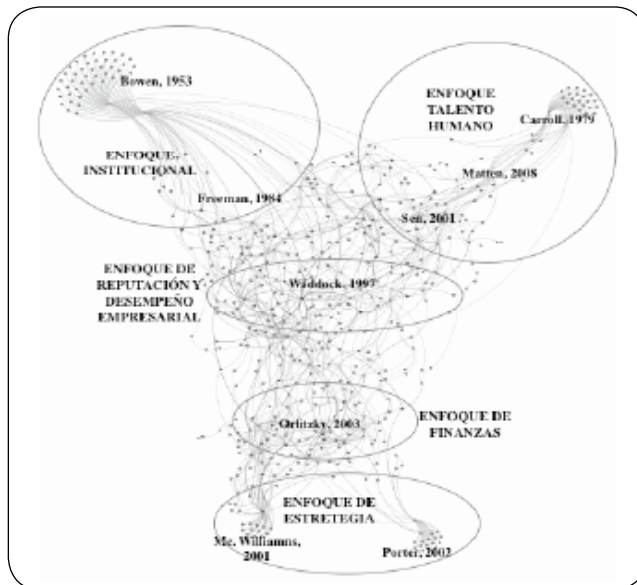 Bowen, 1953
ENFOQUE
INSTITUCIONAL
Freeman, 1984
ENFOQUE
TALENTO
HUMANO
Carroll, 1979
Matten, 2008
Sen, 2001
ENFOQUE DE
REPUTACIÓN Y
DESEMPEÑO
EMPRESARIAL
Waddock, 1997
Orlitzky, 2003
ENFOQUE DE
FINANZAS
ENFOQUE DE
ESTRETEGIA
Mc. Williamns,
2001
Porter, 2002